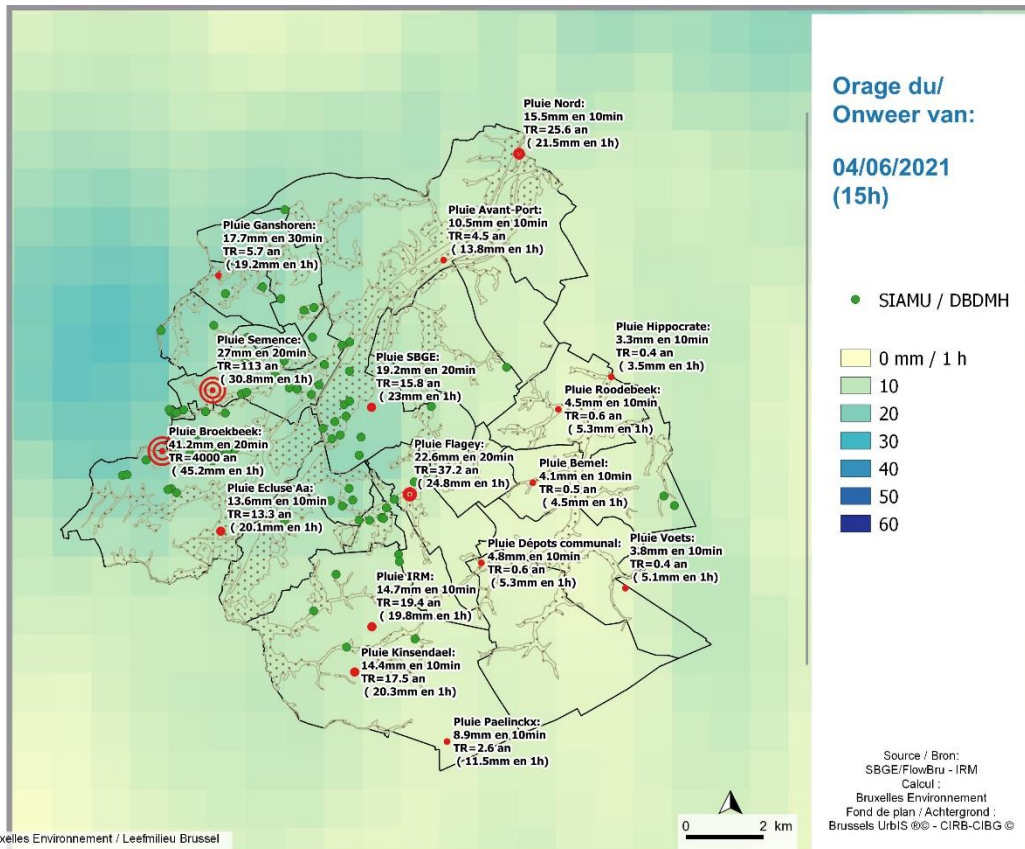 Pluie Nord:
15.5mm en 10min
TR=25.6 an
( 21.5mm en 1h)
Pluie Avant-Port:
10.5mm en 10min
TR=4.5 an
( 13.8mm en 1h)
Pluie Ganshoren:
17.7mm en 30min
TR=5.7 an
( 19.2mm en 1h)
Pluie Semence:
27mm en 20min
TR=113 an
( 30.8mm en 1h)
Pluie SBGE:
19.2mm en 20min
TR=15.8 an
( 23mm en 1h)
Pluie Hippocrate:
3.3mm en 10min
TR=0.4 an
( 3.5mm en 1h)
Pluie Roodebeek:
4.5mm en 10min
TR=0.6 an
( 5.3mm en 1h)
Pluie Broekbeek:
41.2mm en 20min
TR=4000 an
( 45.2mm en 1h)
Pluie Flagey:
22.6mm en 20min
TR=37.2 an
( 24.8mm en 1h)
Pluie Bemel:
4.1mm en 10min
TR=0.5 an
( 4.5mm en 1h)
Pluie Ecluse Aa:
13.6mm en 10min
TR=13.3 an
( 20.1mm en 1h)
Pluie Dépots communal:
4.8mm en 10min
TR=0.6 an
( 5.3mm en 1h)
Pluie Voets:
3.8mm en 10min
TR=0.4 an
( 5.1mm en 1h)
Pluie IRM:
14.7mm en 10min
TR=19.4 an
( 19.8mm en 1h)
Pluie Kinsendael:
14.4mm en 10min
TR=17.5 an
( 20.3mm en 1h)
Pluie Paelinckx:
8.9mm en 10min
TR=2.6 an
( 11.5mm en 1h)
0 2 km
xelles Environnement / Leefmilieu Brussel
Orage du/
Onweer van:
04/06/2021
(15h)
SIAMU / DBDMH
0 mm / 1 h
10
20
30
40
50
60
Source / Bron:
SBGE/FlowBru - IRM
Calcul :
Bruxelles Environnement
Fond de plan / Achtergrond :
Brussels UrbIS ®© - CIRB-CIBG ©